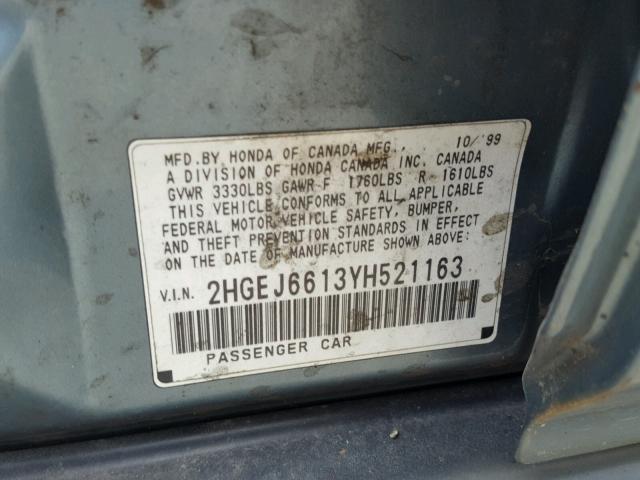 MFD.BY HONDA OF CANADA MFG., 10/'99
A DIVISION OF HONDA CANADA INC. CANADA
GVWR 3330LBS GAWR-F 1760LBS R 1610LBS
THIS VEHICLE CONFORMS TO ALL APPLICABLE
FEDERAL MOTOR VEHICLE SAFETY, BUMPER,
AND THEFT PREVENTION STANDARDS IN EFFECT
ON THE DATE OF MANUFACTURE SHOWN ABOVE.
V.I.N. 2HGEJ6613YH521163
PASSENGER CAR